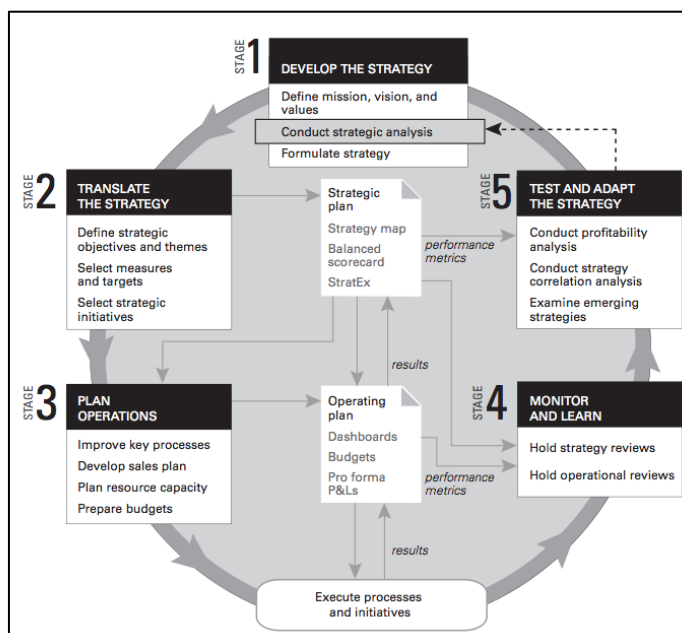 STAGE 1
DEVELOP THE STRATEGY
Define mission, vision, and
values
Conduct strategic analysis
Formulate strategy
STAGE 2
TRANSLATE
THE STRATEGY
Define strategic
objectives and themes
Select measures
and targets
Select strategic
initiatives
Strategic
plan
Strategy map
Balanced
scorecard
StratEx
performance
metrics
STAGE 5
TEST AND ADAPT
THE STRATEGY
Conduct profitability
analysis
Conduct strategy
correlation analysis
Examine emerging
strategies
results
STAGE 3
PLAN
OPERATIONS
Improve key processes
Develop sales plan
Plan resource capacity
Prepare budgets
Operating
plan
Dashboards
Budgets
Pro forma
P&Ls
performance
metrics
STAGE 4
MONITOR
AND LEARN
Hold strategy reviews
Hold operational reviews
results
Execute processes
and initiatives